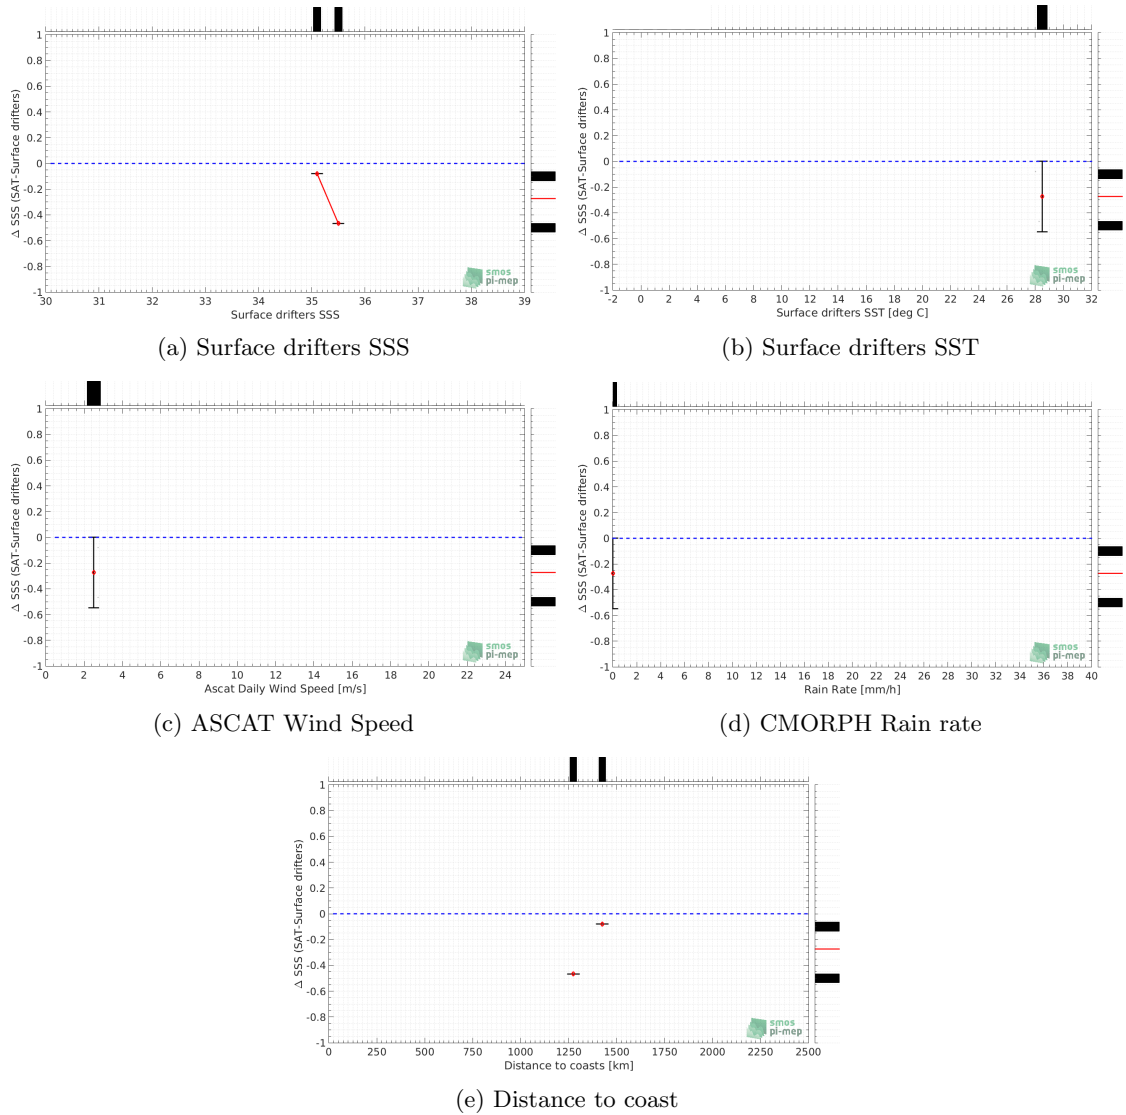 1
0.8
0.6
0.4
0.2
0
-0.2
-0.4
-0.6
-0.8
-1
Δ SSS (SAT-Surface drifters)
30 31 32 33 34 35 36 37 38 39
Surface drifters SSS
smos
pi-mep
(a) Surface drifters SSS
1
0.8
0.6
0.4
0.2
0
-0.2
-0.4
-0.6
-0.8
-1
Δ SSS (SAT-Surface drifters)
-2 0 2 4 6 8 10 12 14 16 18 20 22 24 26 28 30 32
Surface drifters SST [deg C]
smos
pi-mep
(b) Surface drifters SST
1
0.8
0.6
0.4
0.2
0
-0.2
-0.4
-0.6
-0.8
-1
Δ SSS (SAT-Surface drifters)
0 2 4 6 8 10 12 14 16 18 20 22 24
Ascat Daily Wind Speed [m/s]
smos
pi-mep
(c) ASCAT Wind Speed
1
0.8
0.6
0.4
0.2
0
-0.2
-0.4
-0.6
-0.8
-1
Δ SSS (SAT-Surface drifters)
0 2 4 6 8 10 12 14 16 18 20 22 24 26 28 30 32 34 36 38 40
Rain Rate [mm/h]
smos
pi-mep
(d) CMORPH Rain rate
1
0.8
0.6
0.4
0.2
0
-0.2
-0.4
-0.6
-0.8
-1
Δ SSS (SAT-Surface drifters)
0 250 500 750 1000 1250 1500 1750 2000 2250 2500
Distance to coasts [km]
smos
pi-mep
(e) Distance to coast